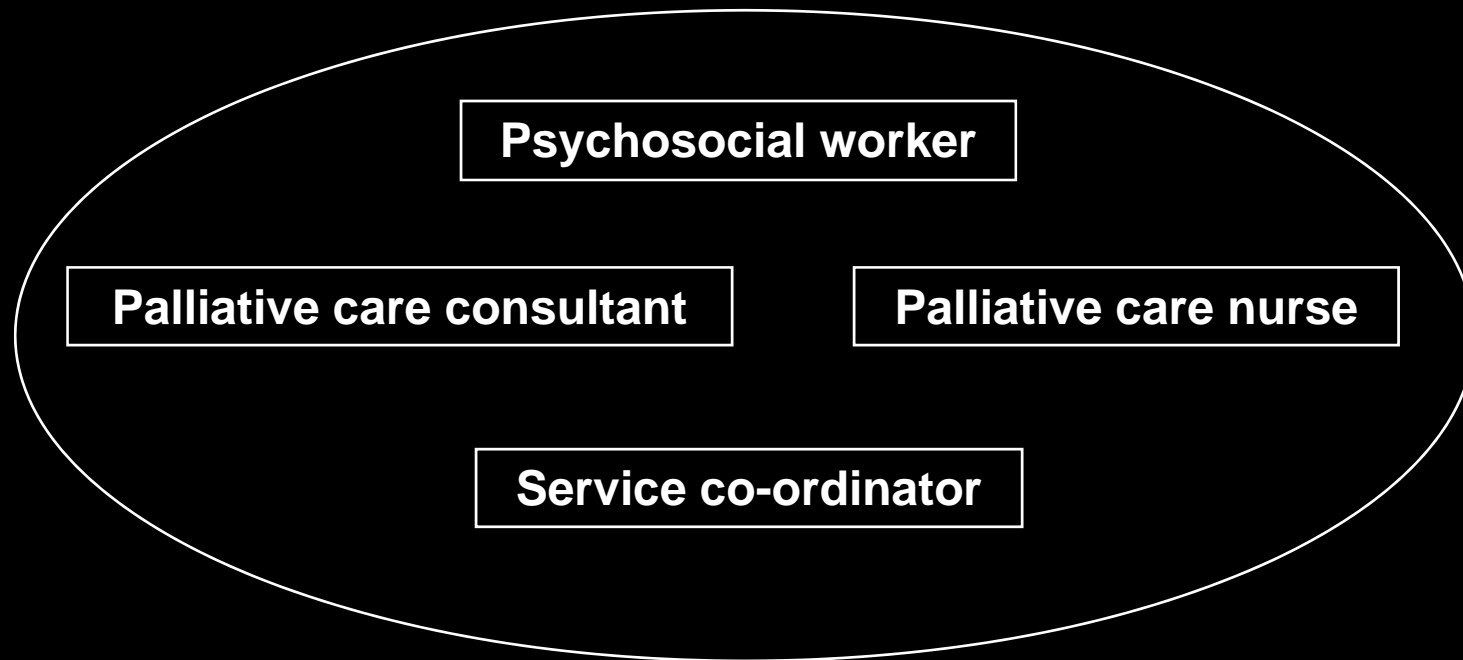 Psychosocial worker
Palliative care consultant
Palliative care nurse
Service co-ordinator